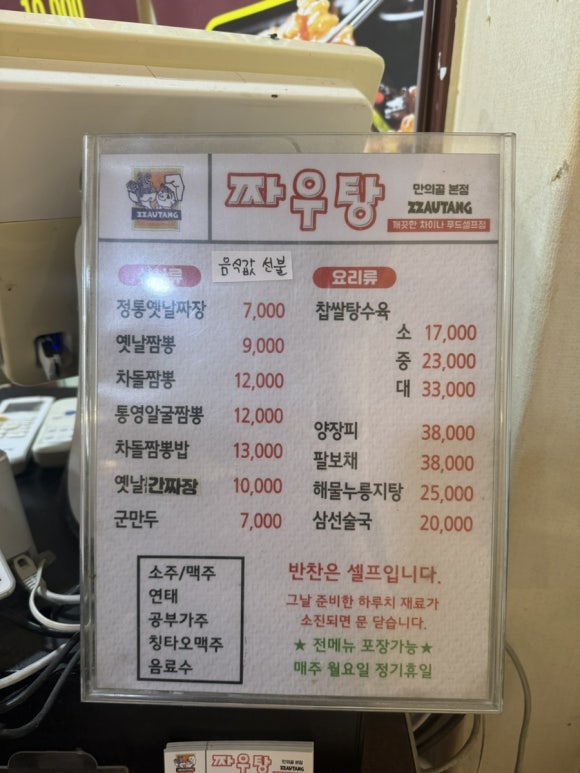 10,000
ZZAUTANG
짜우탕
만의골 본점
ZZAUTANG
깨끗한 차이나 푸드셀프점
음식값 선불
정통옛날짜장 7,000
옛날짬뽕 9,000
차돌짬뽕 12,000
통영알굴짬뽕 12,000
차돌짬뽕밥 13,000
옛날간짜장 10,000
군만두 7,000
요리류
찹쌀탕수육
소 17,000
중 23,000
대 33,000
양장피 38,000
팔보채 38,000
해물누룽지탕 25,000
삼선술국 20,000
소주/맥주
연태
공부가주
칭타오맥주
음료수
반찬은 셀프입니다.
그날 준비한 하루치 재료가
소진되면 문 닫습니다.
★ 전메뉴 포장가능★
매주 월요일 정기휴일
짜우탕
만의골 본점
ZZAUTANG